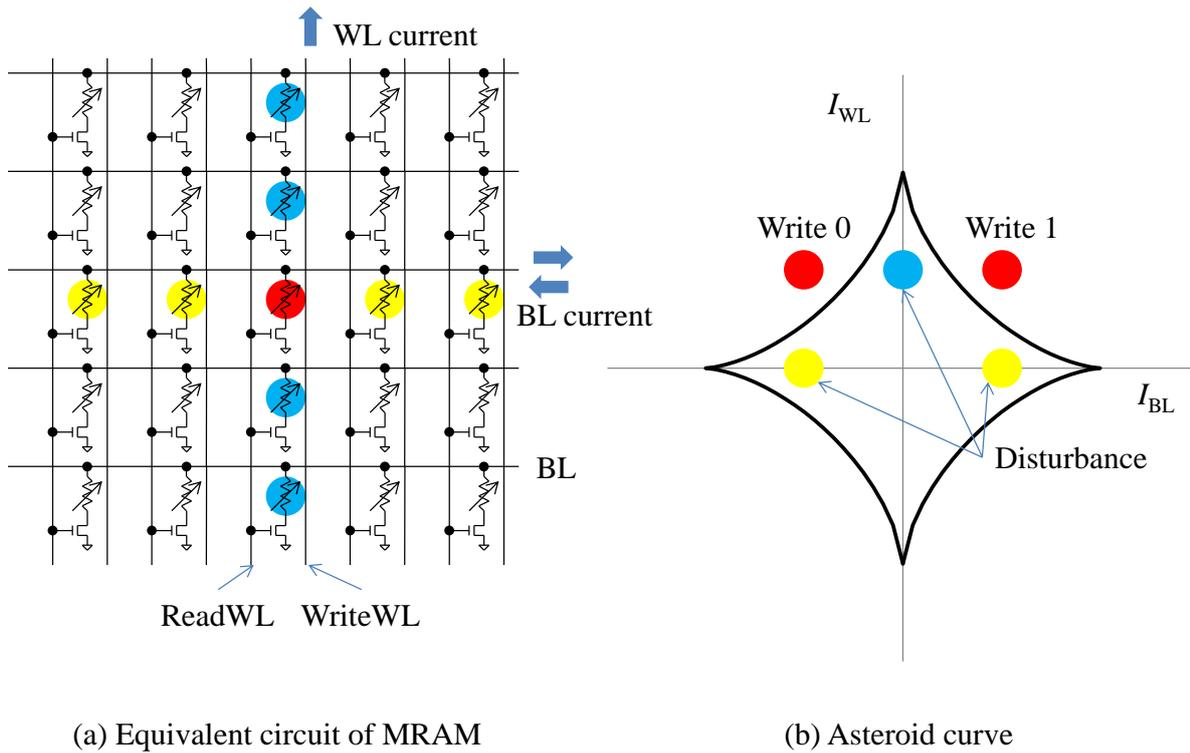 WL current
BL current
BL
ReadWL
WriteWL
(a) Equivalent circuit of MRAM
I_WL
Write 0
Write 1
I_BL
Disturbance
(b) Asteroid curve